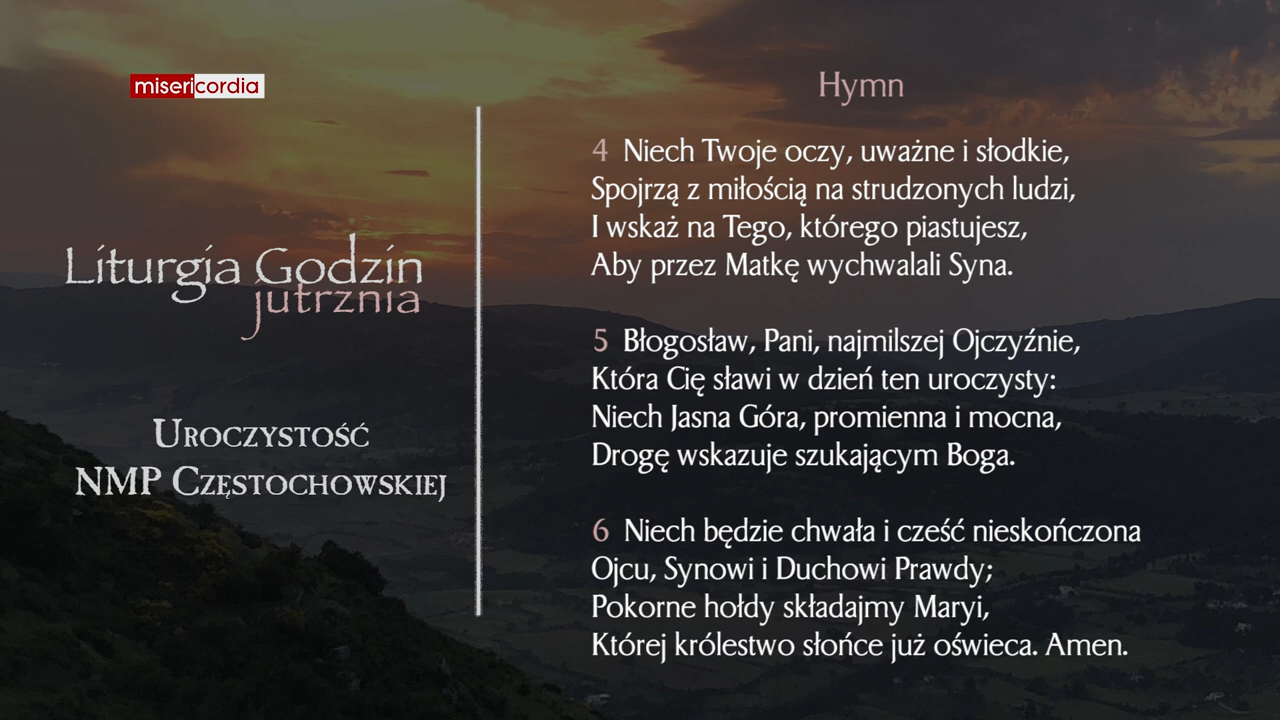 misericordia
Liturgia Godzin
jutrznia
Uroczystość
NMP Częstochowskiej
Hymn
4 Niech Twoje oczy, uważne i słodkie,
Spojrzą z miłością na strudzonych ludzi,
I wskaż na Tego, którego piastujesz,
Aby przez Matkę wychwalali Syna.
5 Błogosław, Pani, najmilszej Ojczyźnie,
Która Cię sławi w dzień ten uroczysty:
Niech Jasna Góra, promienna i mocna,
Drogę wskazuje szukającym Boga.
6 Niech będzie chwała i cześć nieskończona
Ojcu, Synowi i Duchowi Prawdy;
Pokorne hołdy składajmy Maryi,
Której królestwo słońce już oświeca. Amen.